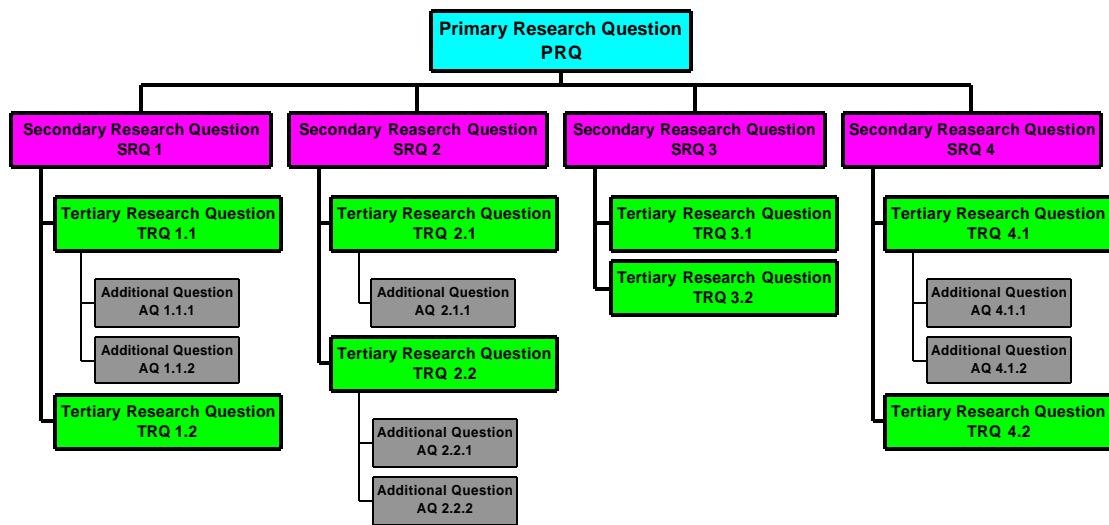 Primary Research Question
PRQ
Secondary Research Question
SRQ 1
Tertiary Research Question
TRQ 1.1
Additional Question
AQ 1.1.1
Additional Question
AQ 1.1.2
Tertiary Research Question
TRQ 1.2
Secondary Reaserch Question
SRQ 2
Tertiary Research Question
TRQ 2.1
Additional Question
AQ 2.1.1
Tertiary Research Question
TRQ 2.2
Additional Question
AQ 2.2.1
Additional Question
AQ 2.2.2
Secondary Reasearch Question
SRQ 3
Tertiary Research Question
TRQ 3.1
Tertiary Research Question
TRQ 3.2
Secondary Reasearch Question
SRQ 4
Tertiary Research Question
TRQ 4.1
Additional Question
AQ 4.1.1
Additional Question
AQ 4.1.2
Tertiary Research Question
TRQ 4.2